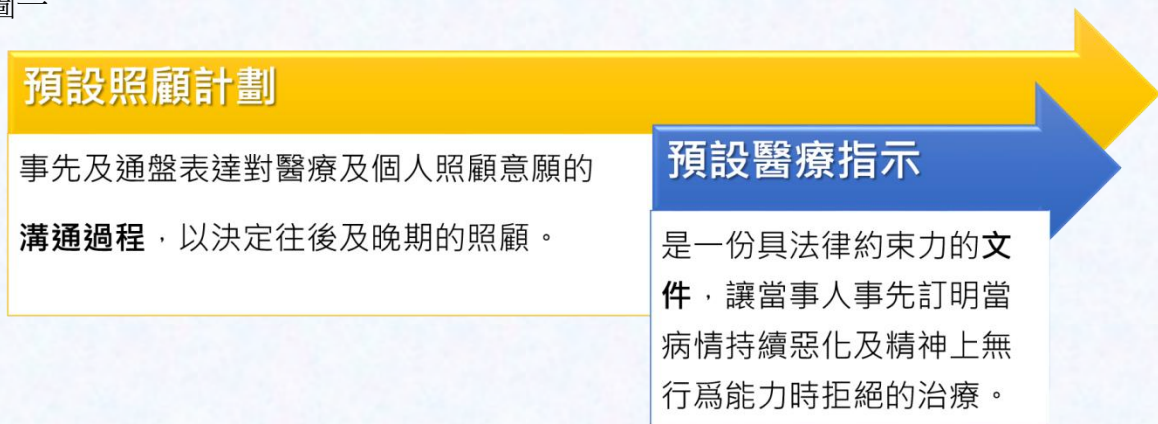 圖一
預設照顧計劃
事先及通盤表達對醫療及個人照顧意願的
溝通過程，以決定往後及晚期的照顧。
預設醫療指示
是一份具法律約束力的文
件，讓當事人事先訂明當
病情持續惡化及精神上無
行爲能力時拒絕的治療。